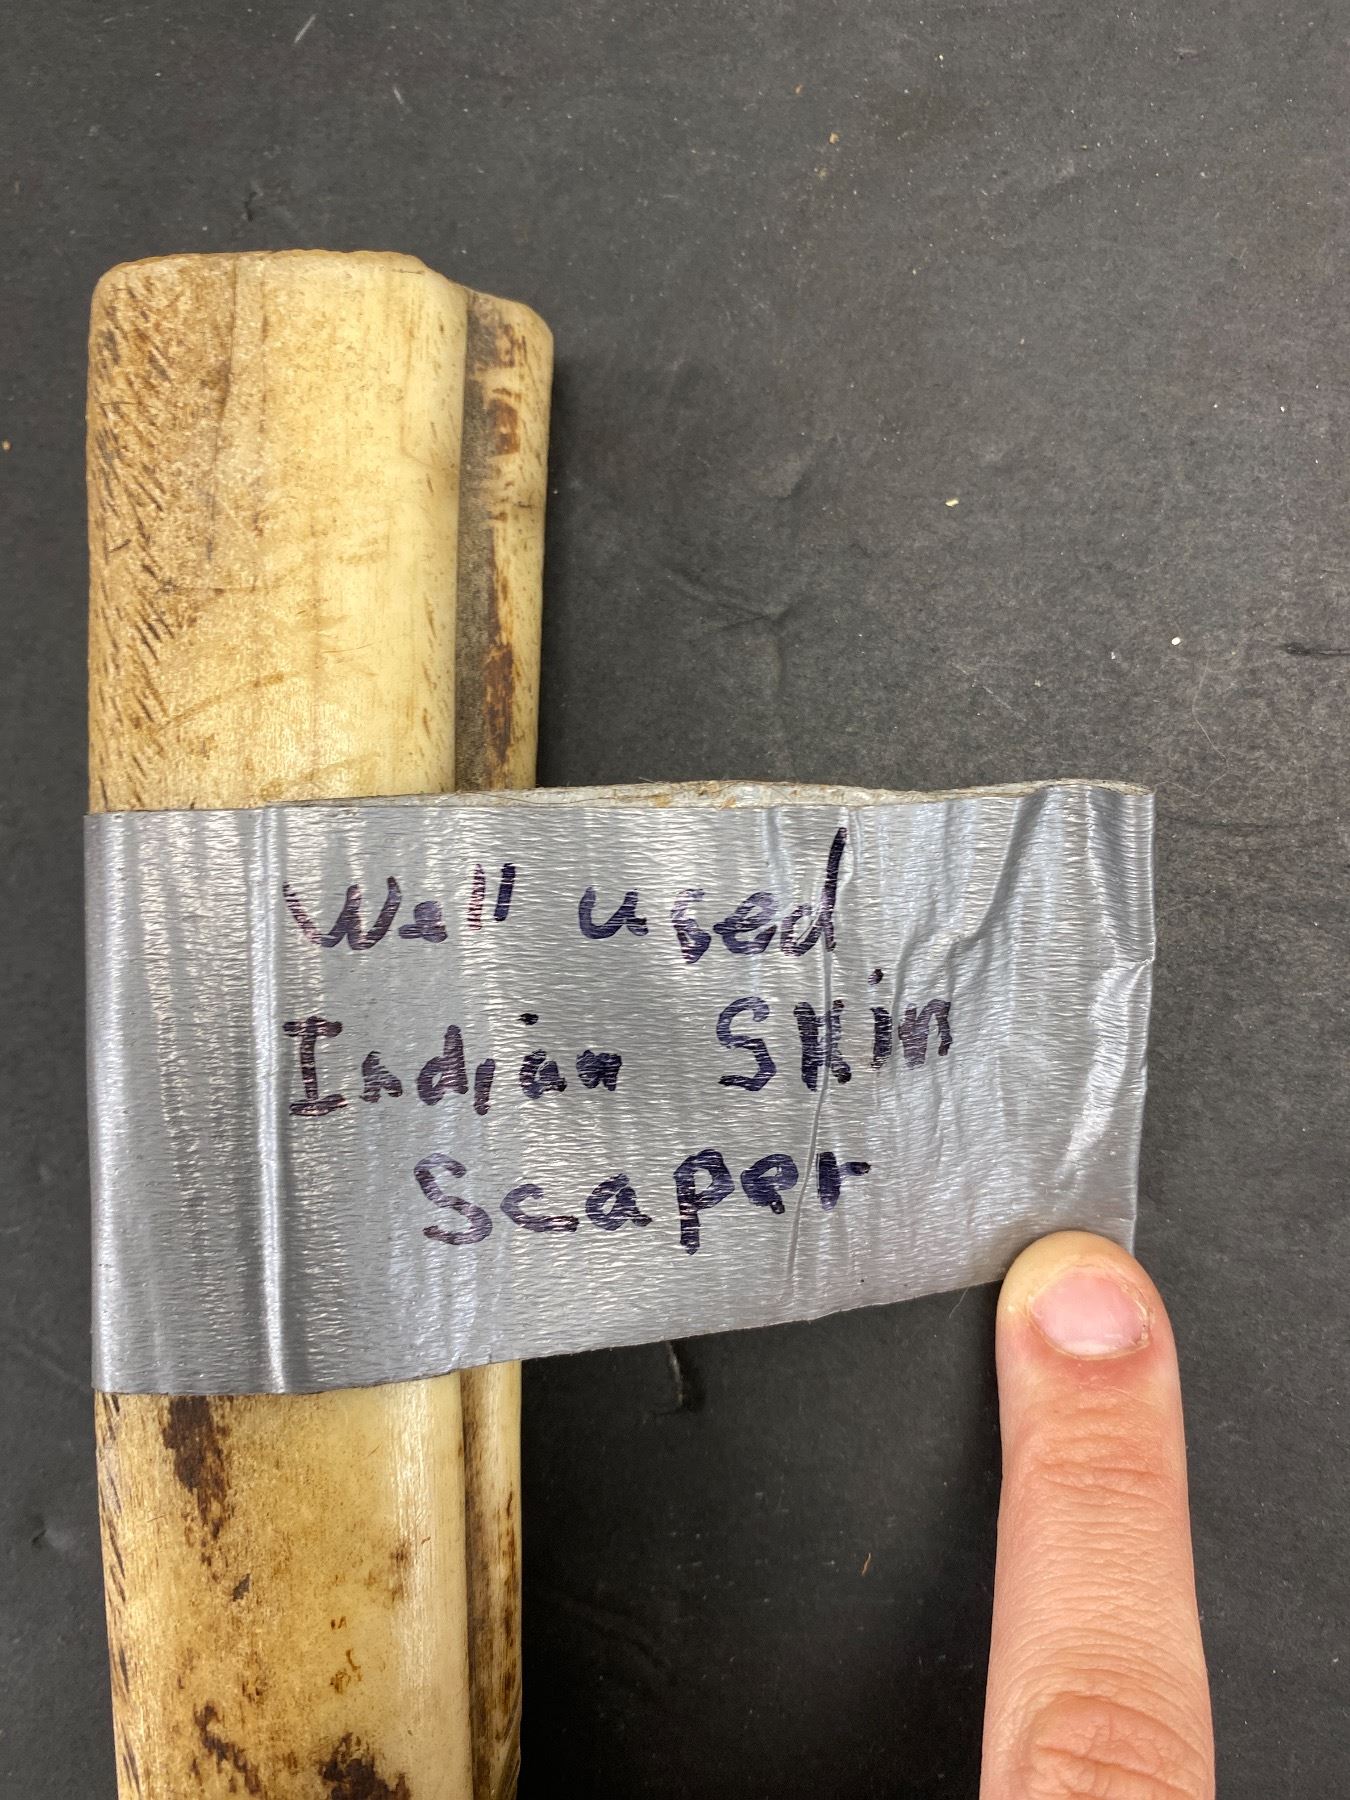 Well used
Indian Skin
Scaper